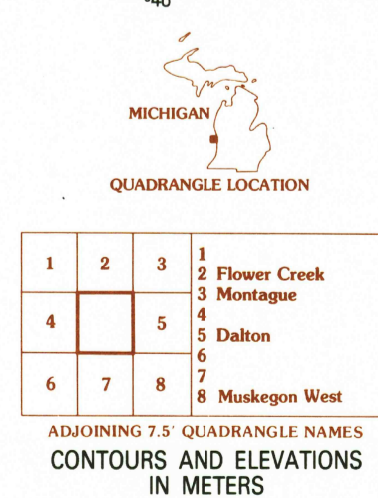 MICHIGAN
QUADRANGLE LOCATION
1 2 3
4 5
6 7 8
1
2 Flower Creek
3 Montague
4
5 Dalton
6
7
8 Muskegon West
ADJOINING 7.5′ QUADRANGLE NAMES
CONTOURS AND ELEVATIONS
IN METERS